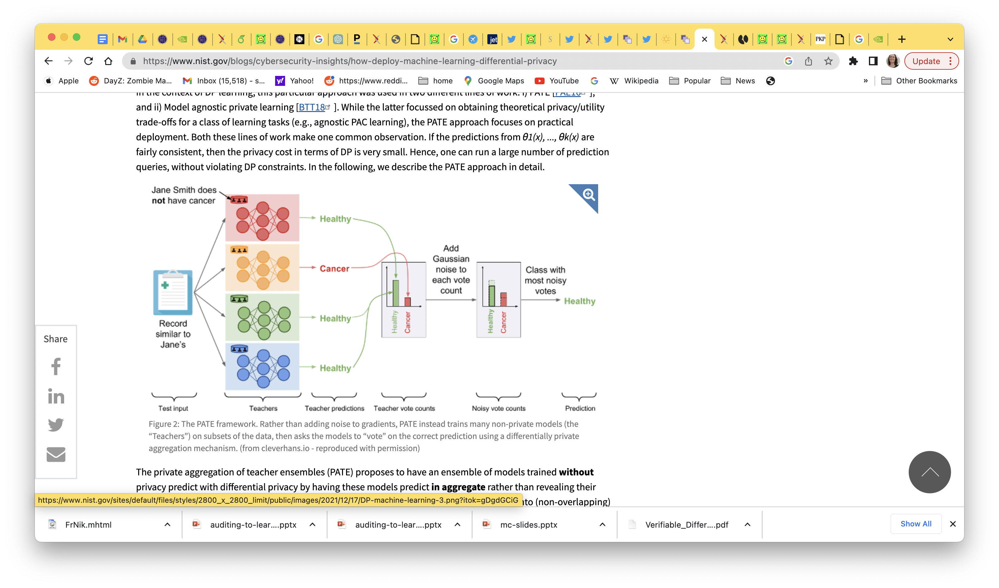 jet
PKP
https://www.nist.gov/blogs/cybersecurity-insights/how-deploy-machine-learning-differential-privacy
Update
Apple
DayZ: Zombie Ma...
Inbox (15,518) - s...
Yahoo!
https://www.reddi...
home
Google Maps
YouTube
Wikipedia
Popular
News
»
Other Bookmarks
In the context of DP learning, this particular approach was used in two different lines of work: i) PATE [PAE16 ],
and ii) Model agnostic private learning [BTT18 ]. While the latter focussed on obtaining theoretical privacy/utility
trade-offs for a class of learning tasks (e.g., agnostic PAC learning), the PATE approach focuses on practical
deployment. Both these lines of work make one common observation. If the predictions from θ1(x), ..., θk(x) are
fairly consistent, then the privacy cost in terms of DP is very small. Hence, one can run a large number of prediction
queries, without violating DP constraints. In the following, we describe the PATE approach in detail.
Jane Smith does
not have cancer
Record
similar to
Jane's
Healthy
Cancer
Healthy
Healthy
Healthy
Cancer
Add
Gaussian
noise to
each vote
count
Healthy
Cancer
Class with
most noisy
votes
Healthy
Test input
Teachers
Teacher predictions
Teacher vote counts
Noisy vote counts
Prediction
Figure 2: The PATE framework. Rather than adding noise to gradients, PATE instead trains many non-private models (the
“Teachers”) on subsets of the data, then asks the models to “vote” on the correct prediction using a differentially private
aggregation mechanism. (from cleverhans.io - reproduced with permission)
Share
The private aggregation of teacher ensembles (PATE) proposes to have an ensemble of models trained without
privacy predict with differential privacy by having these models predict in aggregate rather than revealing their
nto (non-overlapping)
https://www.nist.gov/sites/default/files/styles/2800_x_2800_limit/public/images/2021/12/17/DP-machine-learning-3.png?itok=gDgdGCiG
FrNik.mhtml
auditing-to-lear....pptx
auditing-to-lear....pptx
mc-slides.pptx
Verifiable_Differ....pdf
Show All